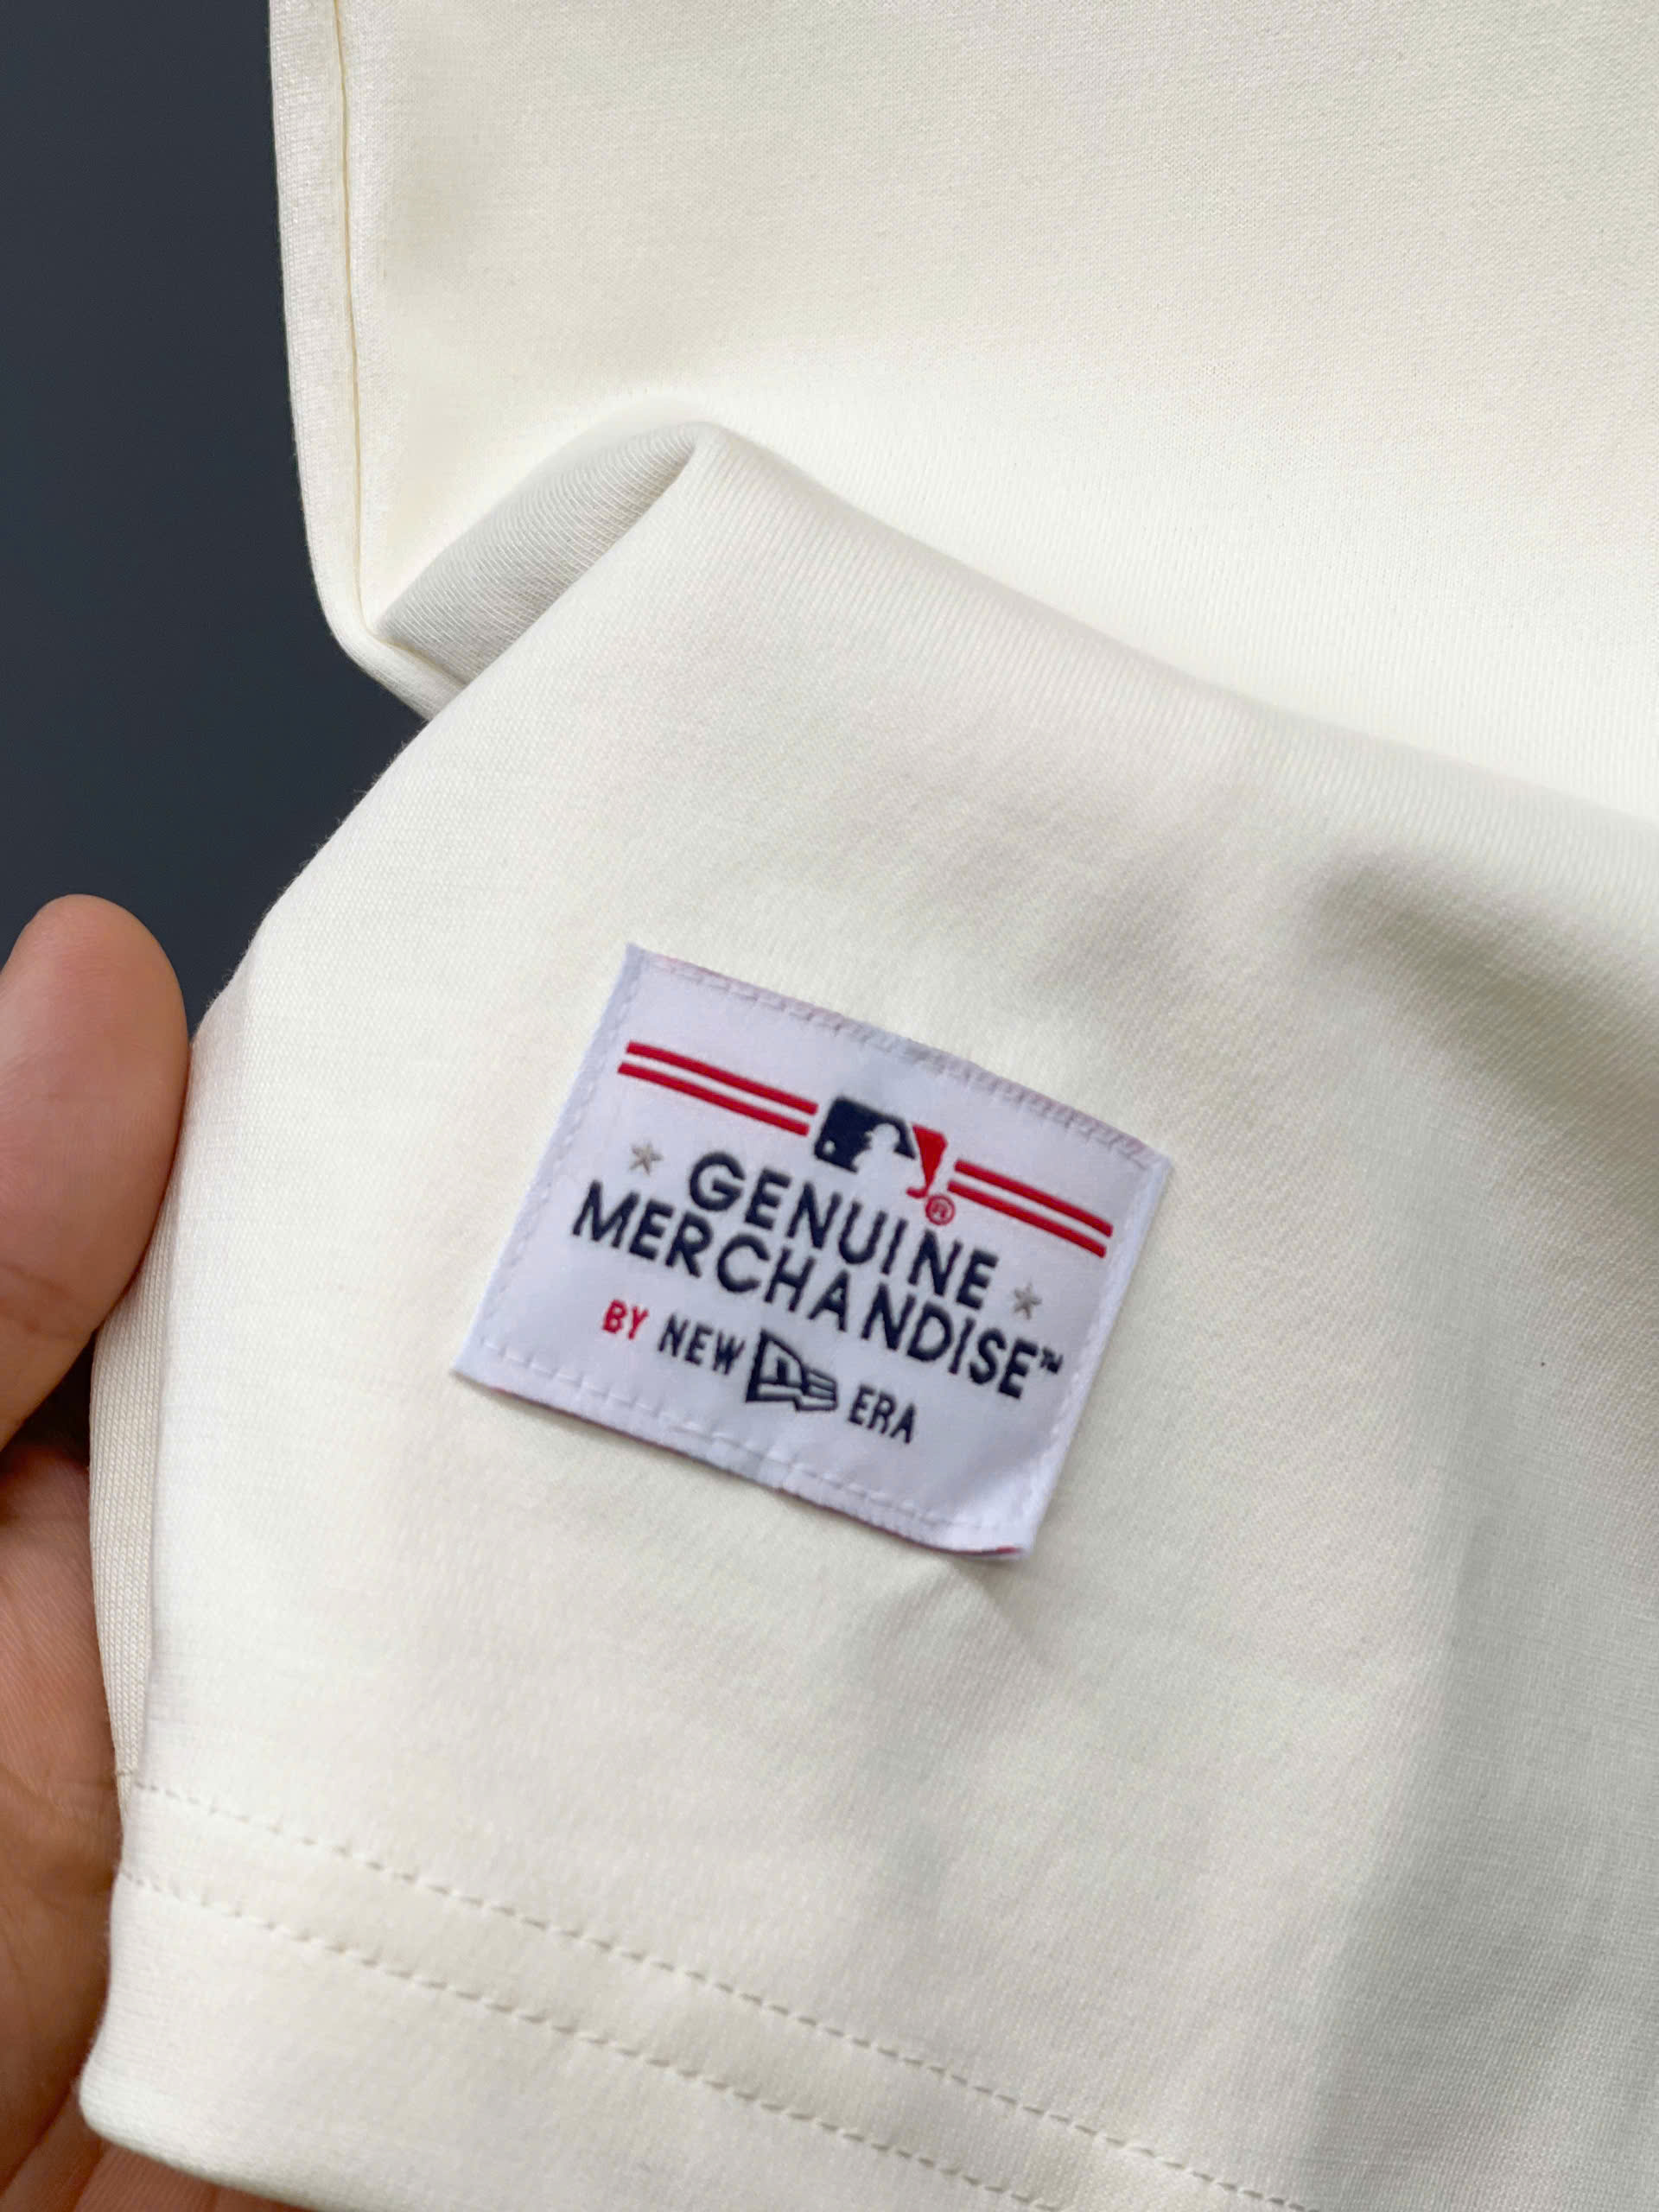 ®
GENUINE
MERCHANDISE™
BY NEW ERA